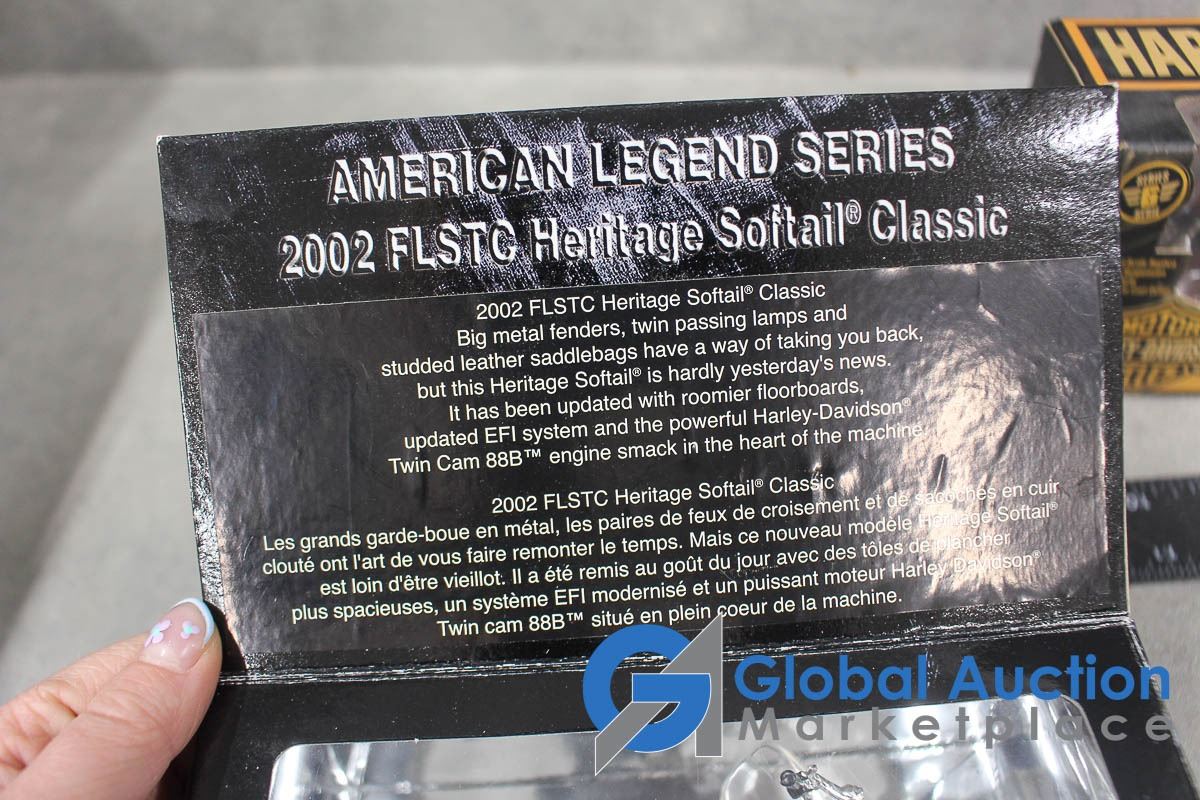 AMERICAN LEGEND SERIES
2002 FLSTC Heritage Softail® Classic
2002 FLSTC Heritage Softail® Classic
Big metal fenders, twin passing lamps and
studded leather saddlebags have a way of taking you back,
but this Heritage Softail® is hardly yesterday's news.
It has been updated with roomier floorboards,
updated EFI system and the powerful Harley-Davidson®
Twin Cam 88B™ engine smack in the heart of the machine.
2002 FLSTC Heritage Softail® Classic
Les grands garde-boue en métal, les paires de feux de croisement et de sacoches en cuir
clouté ont l'art de vous faire remonter le temps. Mais ce nouveau modèle Heritage Softail®
est loin d'être vieillot. Il a été remis au goût du jour avec des tôles de plancher
plus spacieuses, un système EFI modernisé et un puissant moteur Harley Davidson®
Twin cam 88B™ situé en plein coeur de la machine.
HAR
SERIES
MOTOR
Global Auction
Marketplace